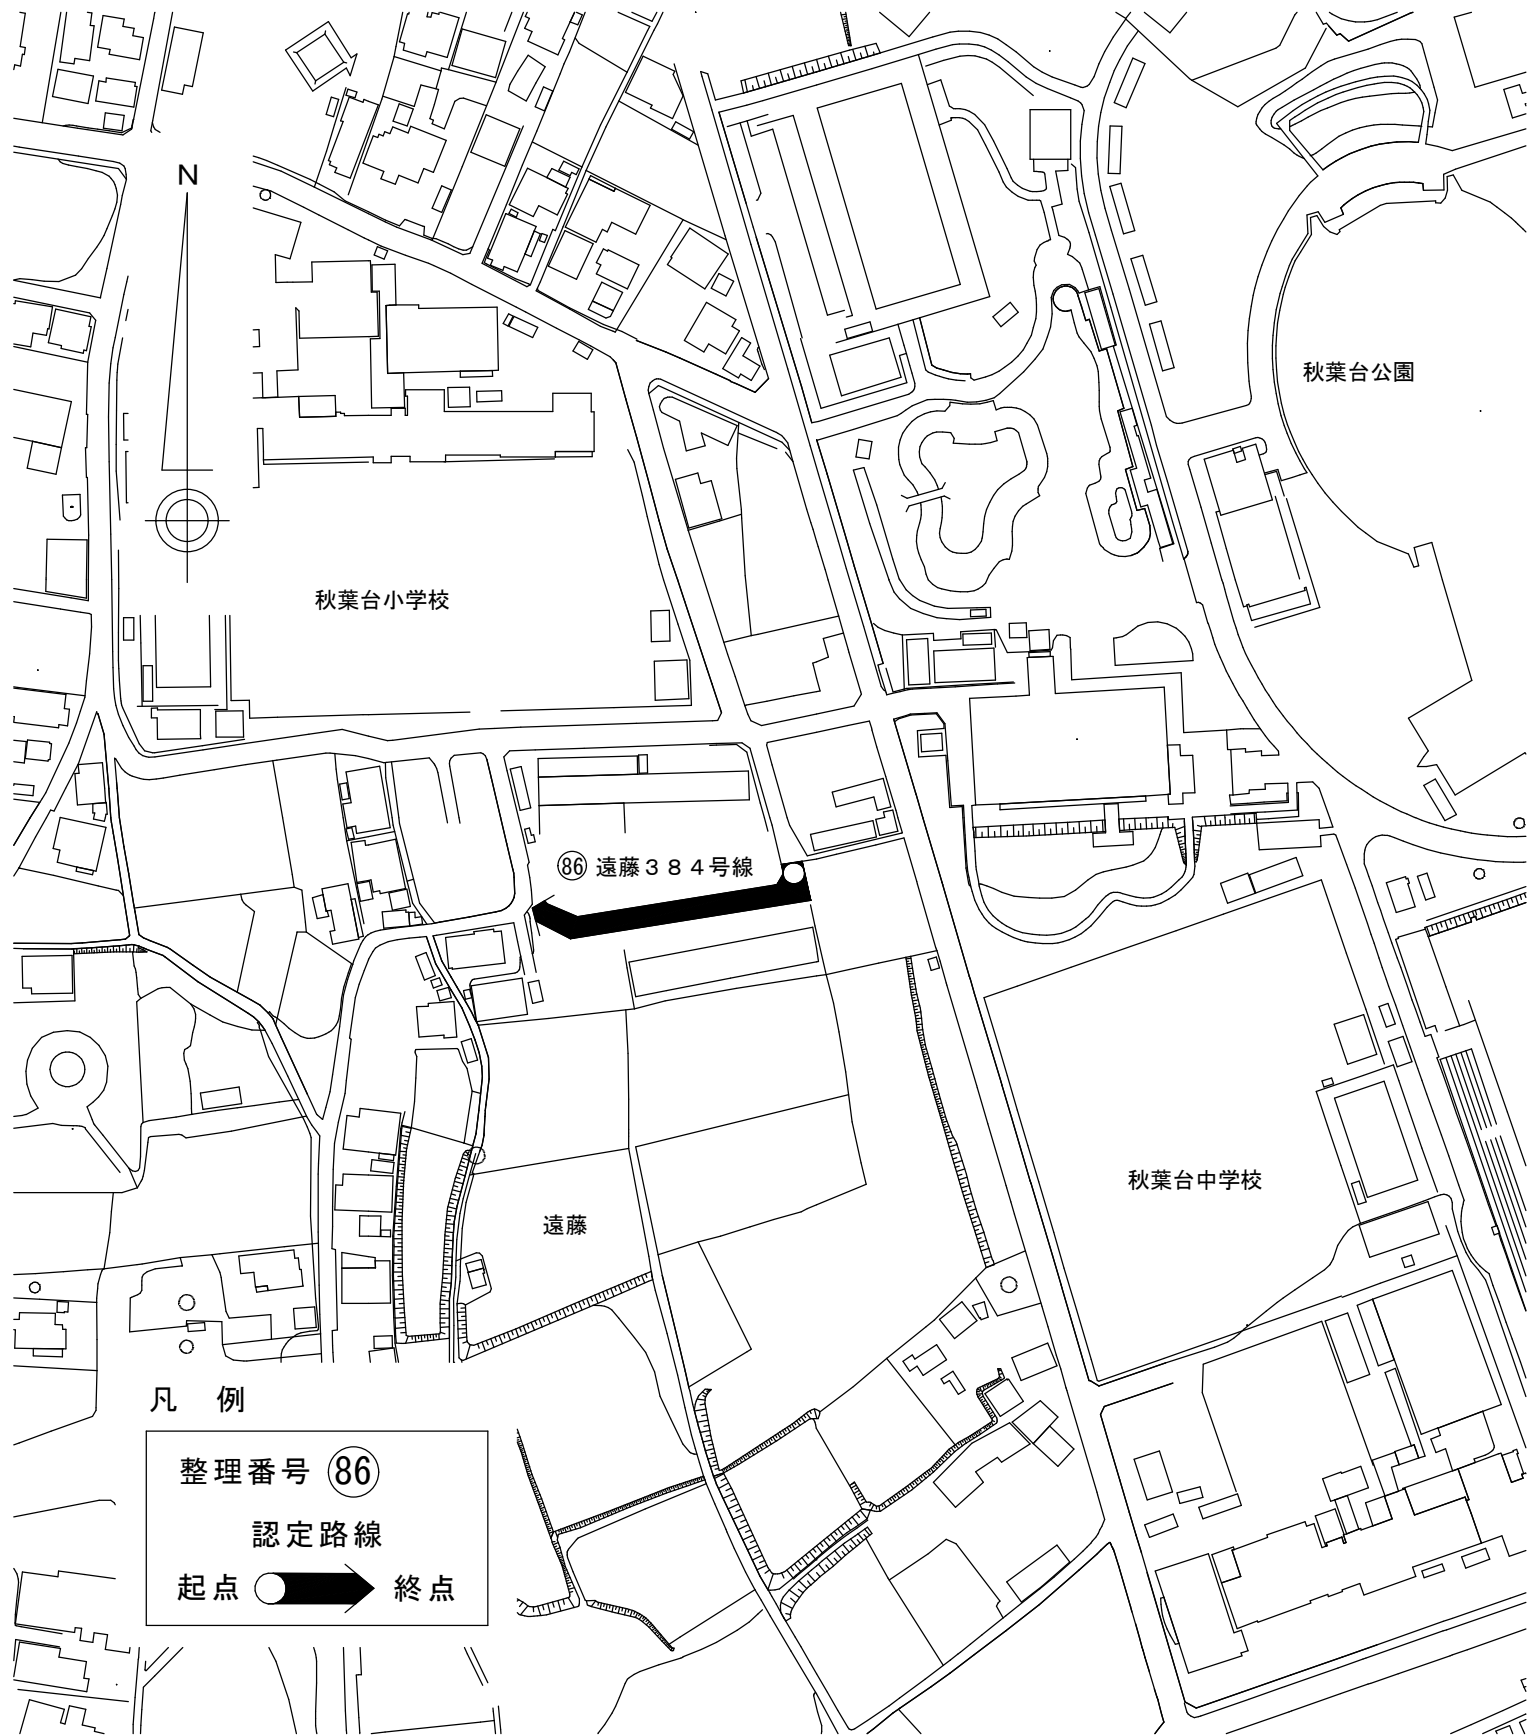 N
秋葉台公園
秋葉台小学校
86 遠藤３８４号線
秋葉台中学校
遠藤
凡　例
整理番号 86
認定路線
起点 終点